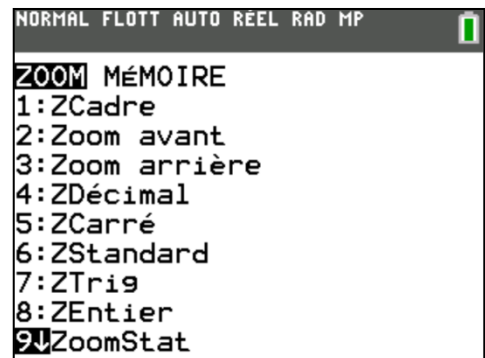 NORMAL FLOTT AUTO RÉEL RAD MP
ZOOM MÉMOIRE
1:ZCadre
2:Zoom avant
3:Zoom arrière
4:ZDécimal
5:ZCarré
6:ZStandard
7:ZTrig
8:ZEntier
9↓ZoomStat